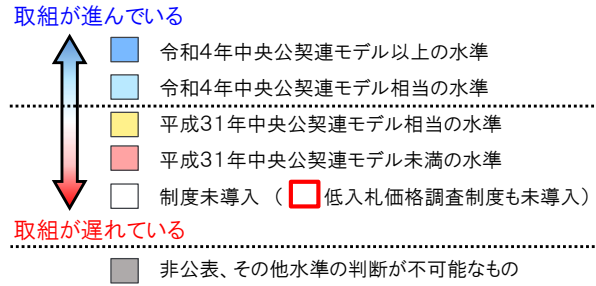 取組が進んでいる
令和4年中央公契連モデル以上の水準
令和4年中央公契連モデル相当の水準
平成31年中央公契連モデル相当の水準
平成31年中央公契連モデル未満の水準
制度未導入（ 低入札価格調査制度も未導入）
取組が遅れている
非公表、その他水準の判断が不可能なもの